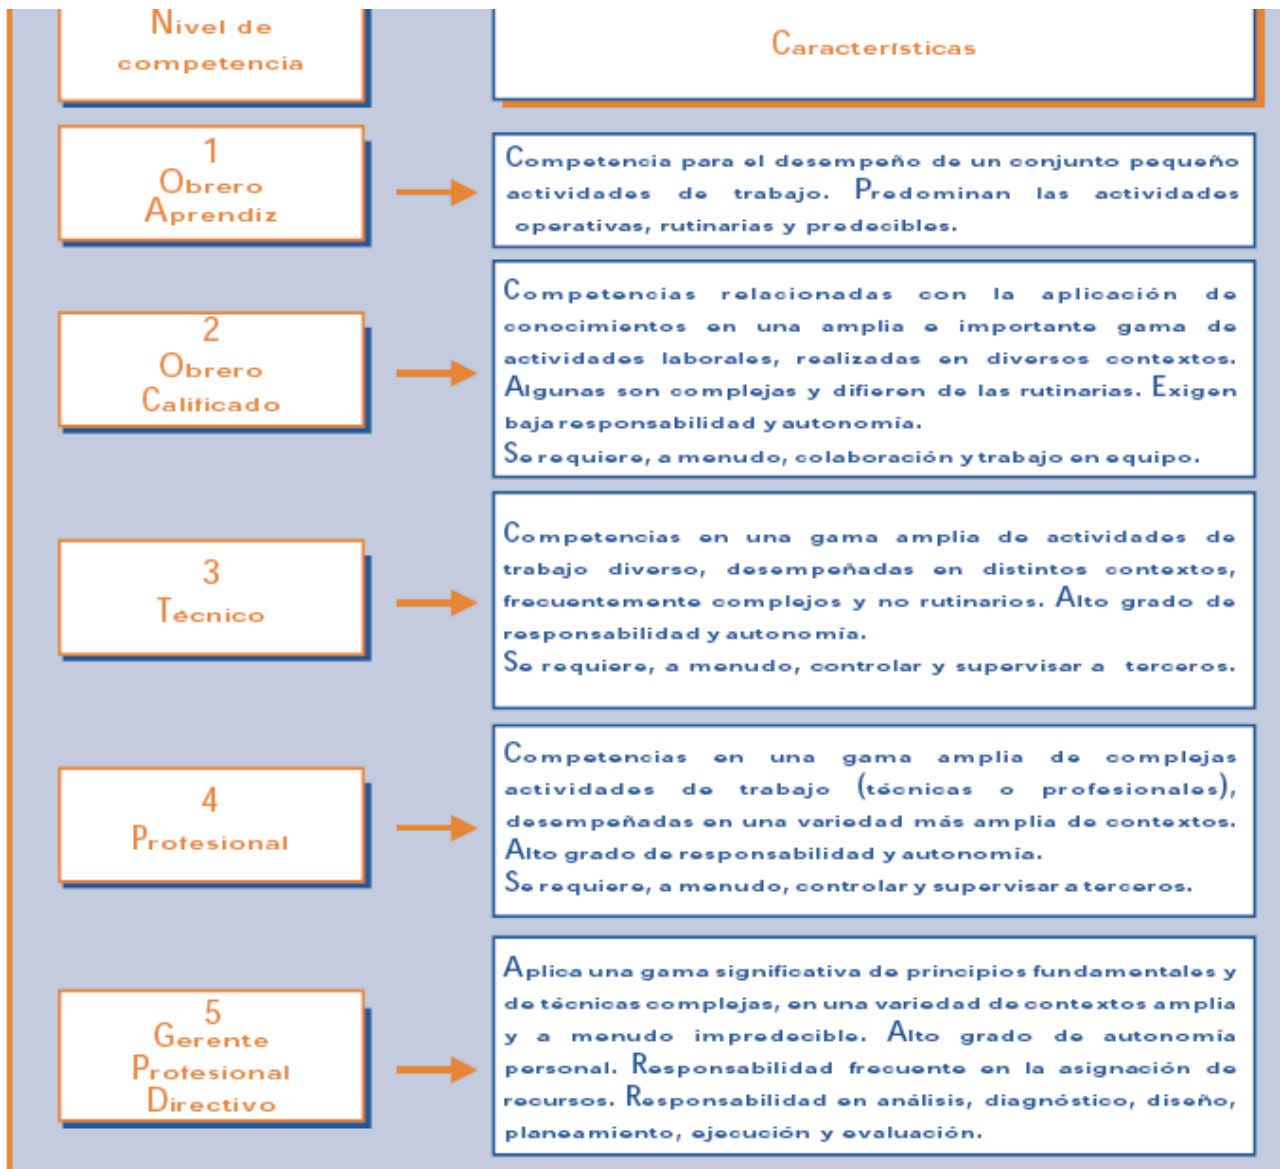 Nivel de
competencia
Características
1
Obrero
Aprendiz
Competencia para el desempeño de un conjunto pequeño
actividades de trabajo. Predominan las actividades
operativas, rutinarias y predecibles.
2
Obrero
Calificado
Competencias relacionadas con la aplicación de
conocimientos en una amplia e importante gama de
actividades laborales, realizadas en diversos contextos.
Algunas son complejas y difieren de las rutinarias. Exigen
baja responsabilidad y autonomía.
Se requiere, a menudo, colaboración y trabajo en equipo.
3
Técnico
Competencias en una gama amplia de actividades de
trabajo diverso, desempeñadas en distintos contextos,
frecuentemente complejos y no rutinarios. Alto grado de
responsabilidad y autonomía.
Se requiere, a menudo, controlar y supervisar a terceros.
4
Profesional
Competencias en una gama amplia de complejas
actividades de trabajo (técnicas o profesionales),
desempeñadas en una variedad más amplia de contextos.
Alto grado de responsabilidad y autonomía.
Se requiere, a menudo, controlar y supervisar a terceros.
5
Gerente
Profesional
Directivo
Aplica una gama significativa de principios fundamentales y
de técnicas complejas, en una variedad de contextos amplia
y a menudo impredecible. Alto grado de autonomía
personal. Responsabilidad frecuente en la asignación de
recursos. Responsabilidad en análisis, diagnóstico, diseño,
planeamiento, ejecución y evaluación.